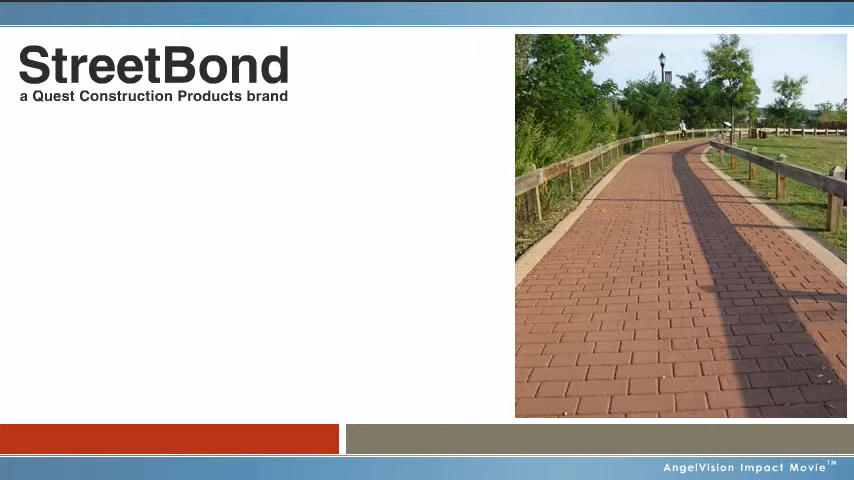 StreetBond
a Quest Construction Products brand
AngelVision Impact Movie™